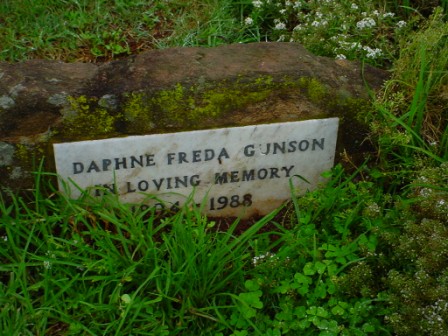 DAPHNE FREDA GUNSON
IN LOVING MEMORY
1988